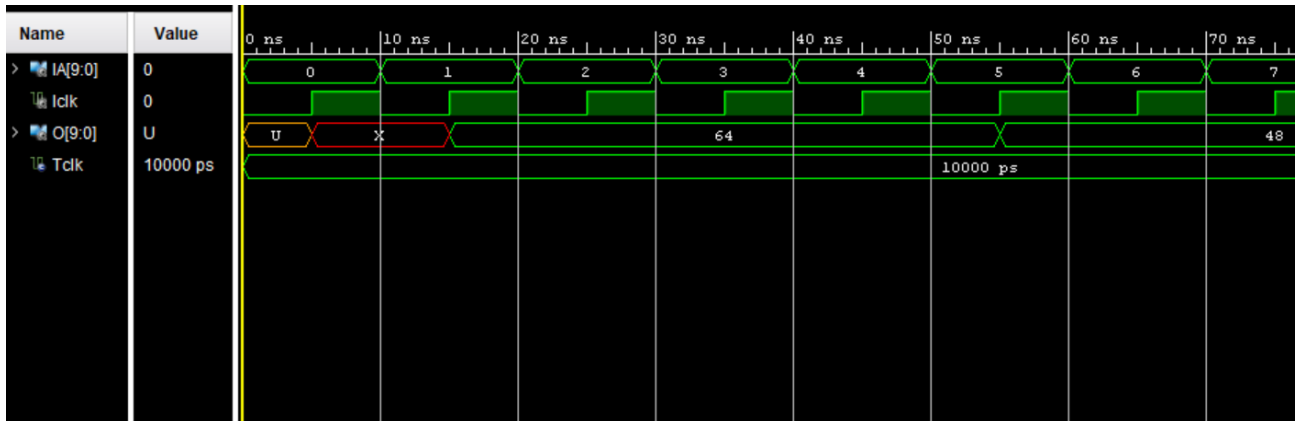 Name Value
0 ns 10 ns 20 ns 30 ns 40 ns 50 ns 60 ns 70 ns
IA[9:0] 0 0 1 2 3 4 5 6 7
Iclk 0
O[9:0] U U X 64 48
Tclk 10000 ps 10000 ps